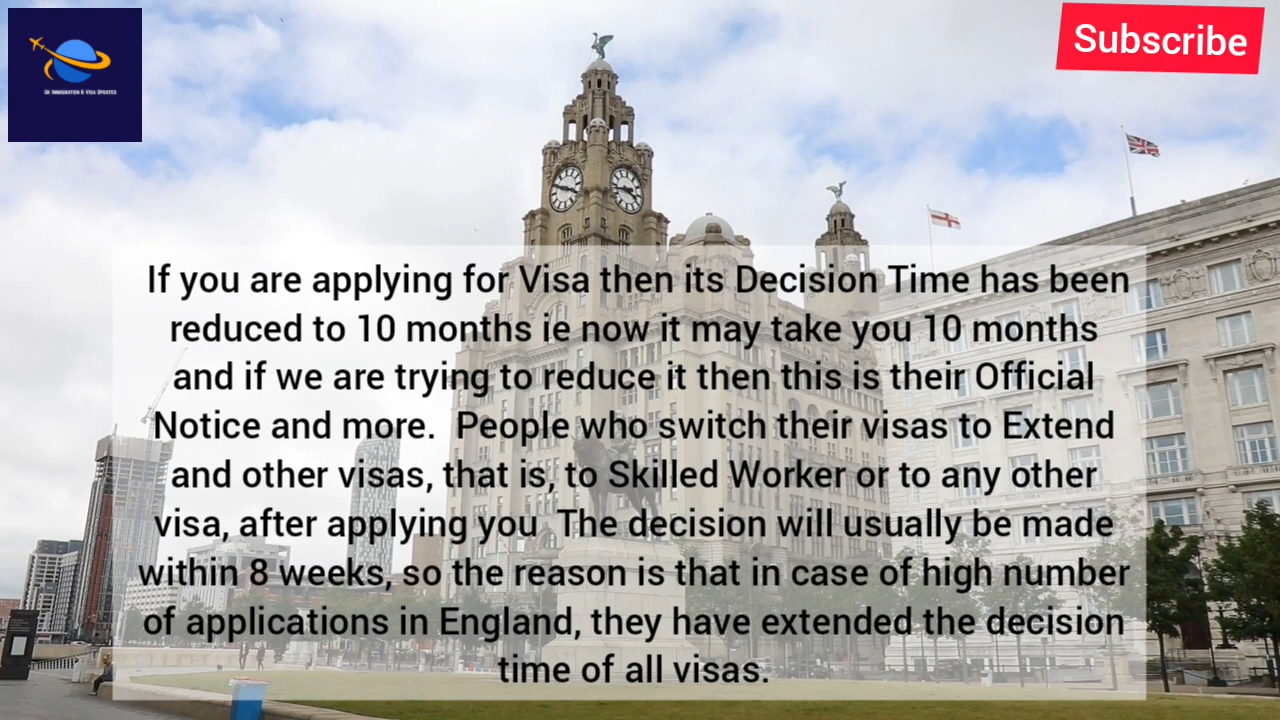 UK IMMIGRATION & VISA UPDATES
Subscribe
If you are applying for Visa then its Decision Time has been
reduced to 10 months ie now it may take you 10 months
and if we are trying to reduce it then this is their Official
Notice and more.  People who switch their visas to Extend
and other visas, that is, to Skilled Worker or to any other
visa, after applying you  The decision will usually be made
within 8 weeks, so the reason is that in case of high number
of applications in England, they have extended the decision
time of all visas.